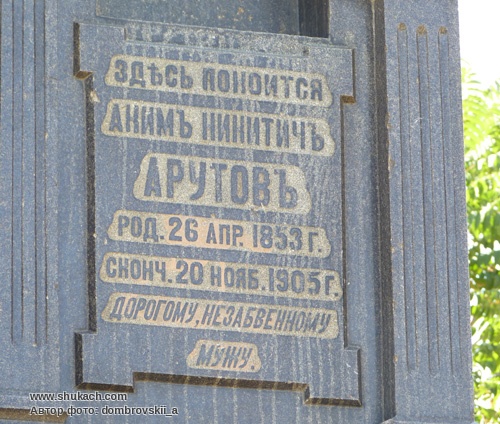 ЗДѢСЬ ПОКОИТСЯ
АКИМЪ НИКИТИЧЪ
АРУТОВЪ
РОД. 26 АПР. 1853 Г.
СКОНЧ. 20 НОЯБ. 1905 Г.
ДОРОГОМУ, НЕЗАБВЕННОМУ
МУЖУ.
www.shukach.com
Автор фото: dombrovskii_a